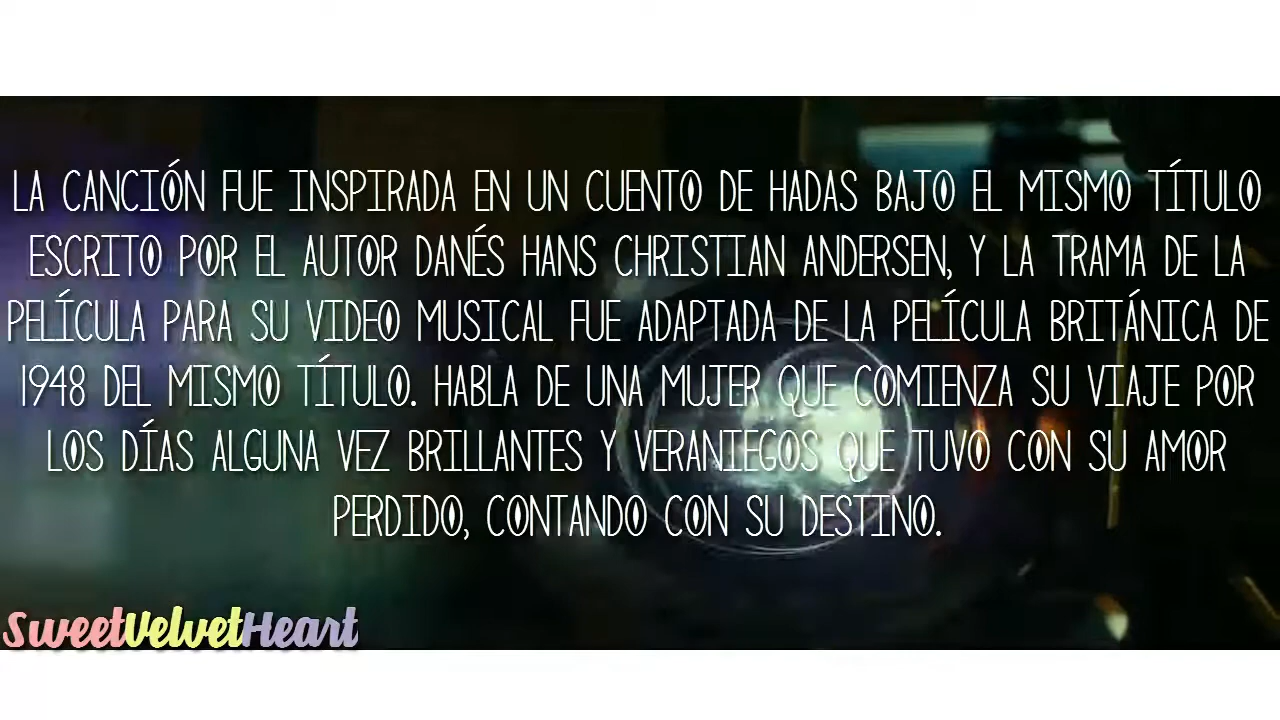 LA CANCIÓN FUE INSPIRADA EN UN CUENTO DE HADAS BAJO EL MISMO TÍTULO
ESCRITO POR EL AUTOR DANÉS HANS CHRISTIAN ANDERSEN, Y LA TRAMA DE LA
PELÍCULA PARA SU VIDEO MUSICAL FUE ADAPTADA DE LA PELÍCULA BRITÁNICA DE
1948 DEL MISMO TÍTULO. HABLA DE UNA MUJER QUE COMIENZA SU VIAJE POR
LOS DÍAS ALGUNA VEZ BRILLANTES Y VERANIEGOS QUE TUVO CON SU AMOR
PERDIDO, CONTANDO CON SU DESTINO.
SweetVelvetHeart